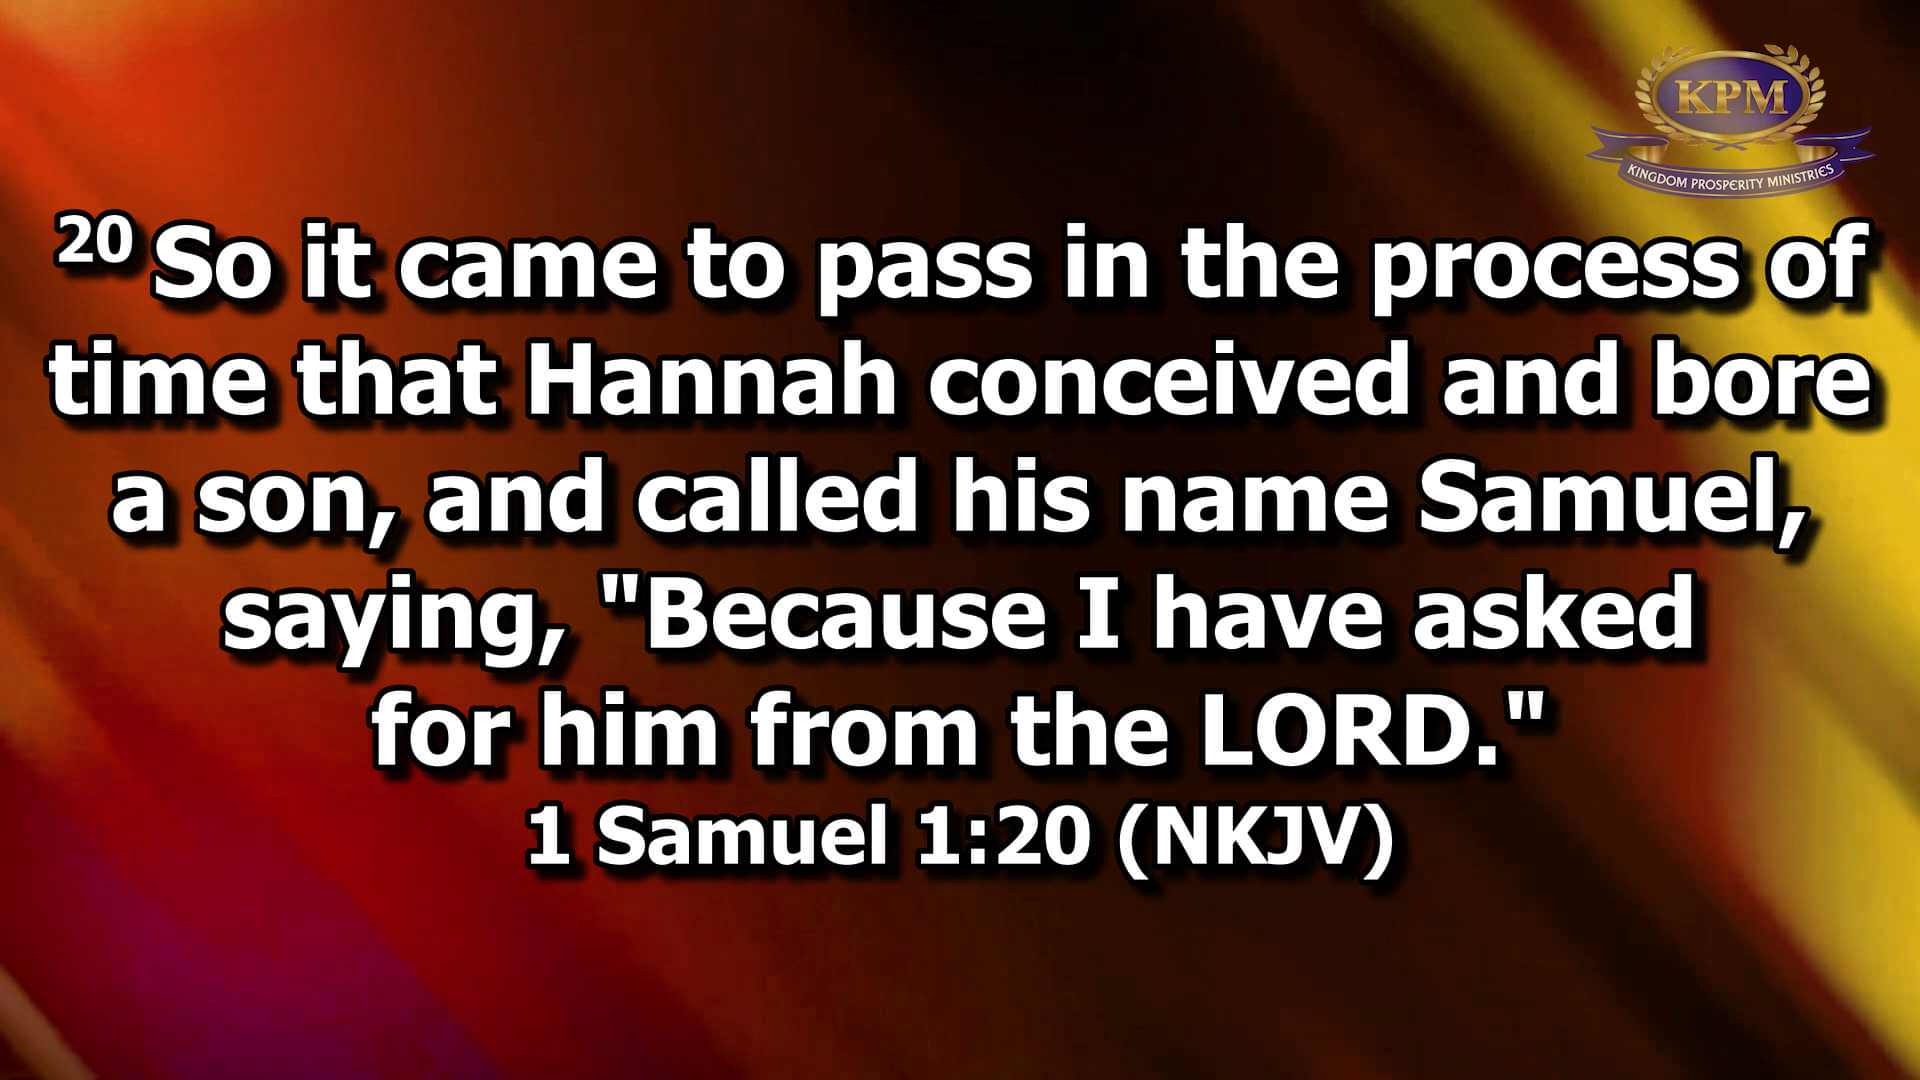 KPM
KINGDOM PROSPERITY MINISTRIES
20 So it came to pass in the process of
time that Hannah conceived and bore
a son, and called his name Samuel,
saying, "Because I have asked
for him from the LORD."
1 Samuel 1:20 (NKJV)